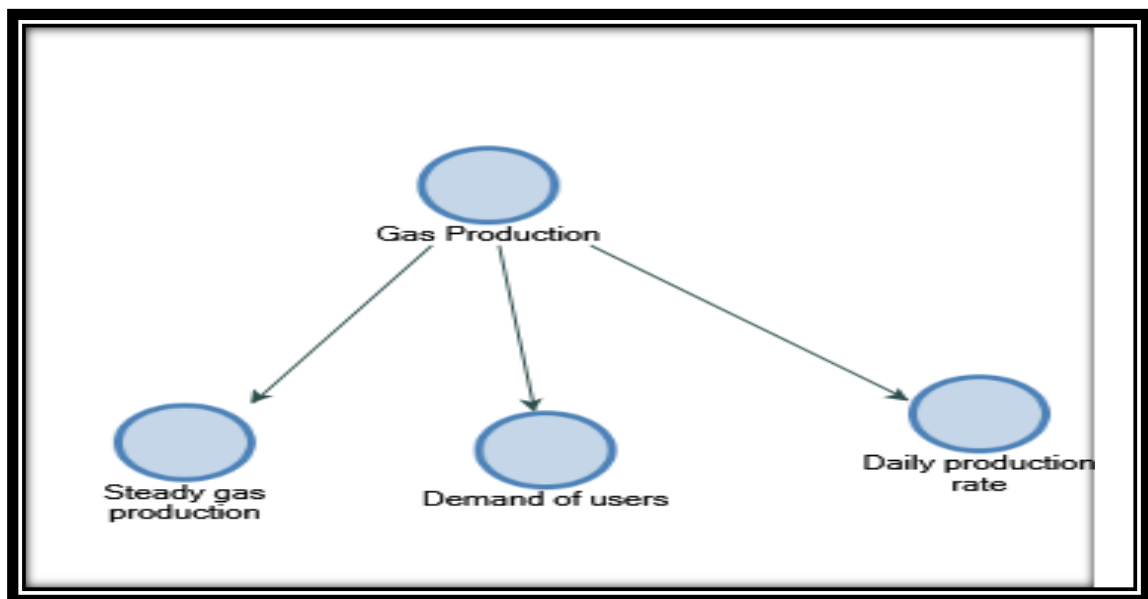 Gas Production
Steady gas
production
Demand of users
Daily production
rate